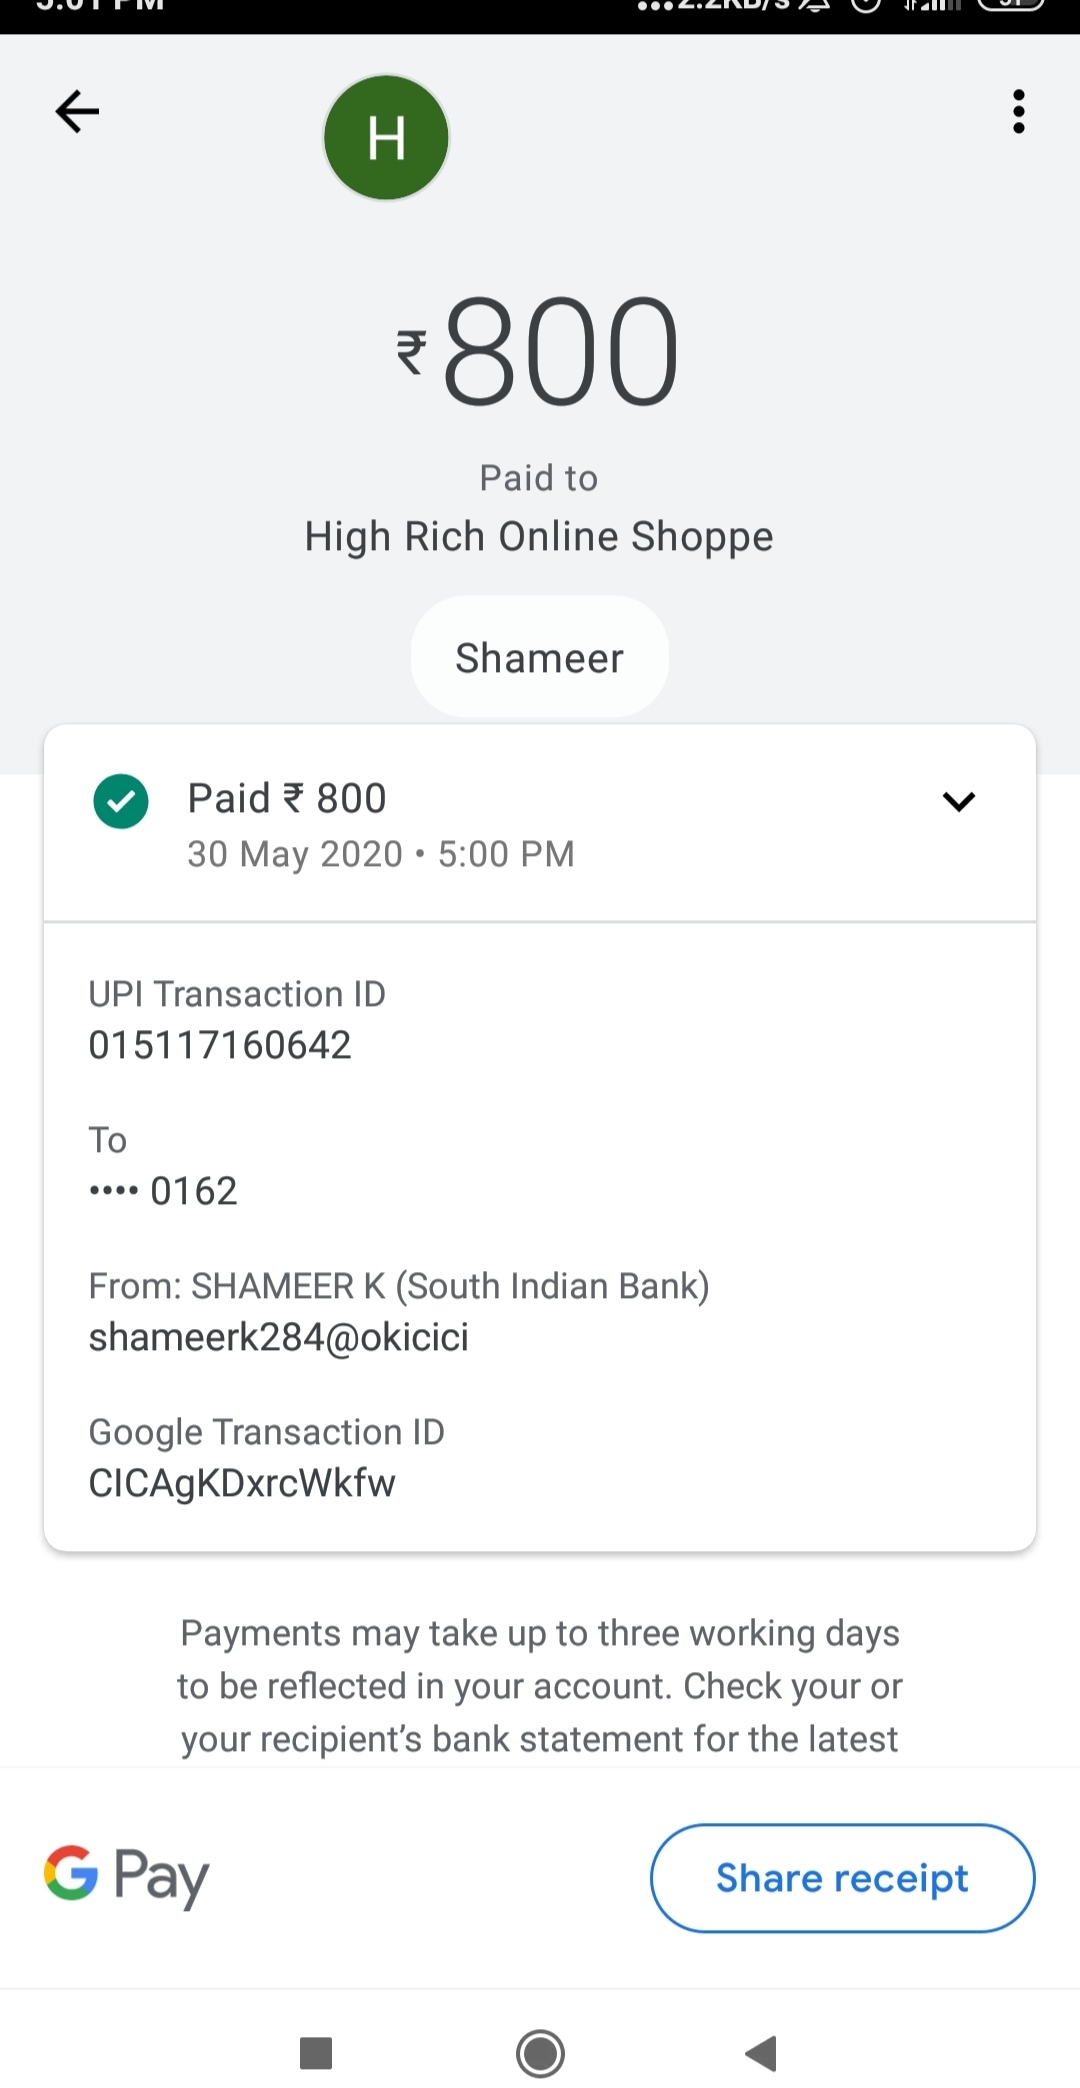 5:01 PM
...2.2KB/s
H
₹800
Paid to
High Rich Online Shoppe
Shameer
Paid ₹ 800
30 May 2020 • 5:00 PM
UPI Transaction ID
015117160642
To
•••• 0162
From: SHAMEER K (South Indian Bank)
shameerk284@okicici
Google Transaction ID
CICAgKDxrcWkfw
Payments may take up to three working days
to be reflected in your account. Check your or
your recipient's bank statement for the latest
G Pay
Share receipt